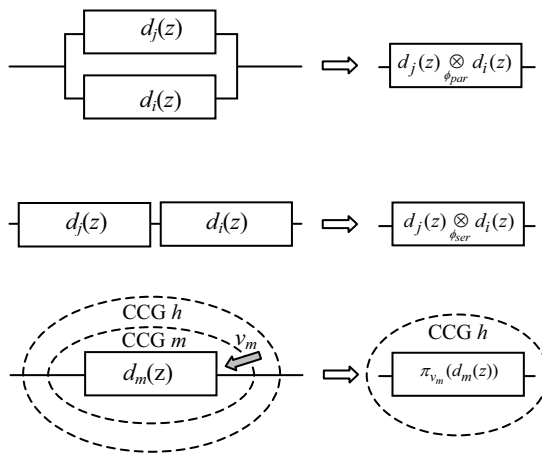 d_j(z)
d_i(z)
d_j(z) ⊗_{ϕ_par} d_i(z)
d_j(z)
d_i(z)
d_j(z) ⊗_{ϕ_ser} d_i(z)
CCG h
CCG m
v_m
d_m(z)
CCG h
π_{v_m}(d_m(z))